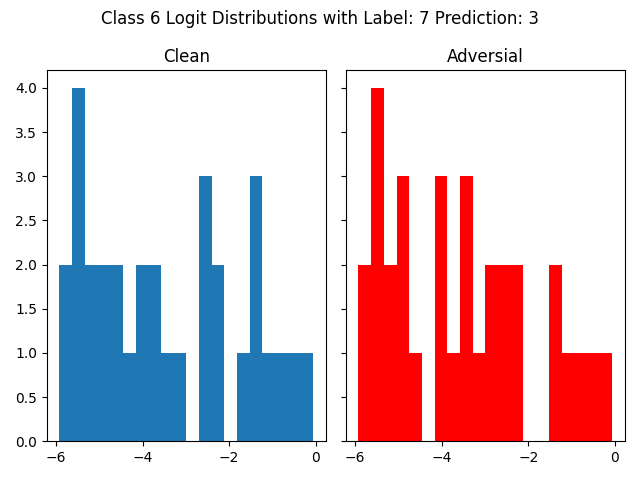 Class 6 Logit Distributions with Label: 7 Prediction: 3
Clean
Adversial
4.0
3.5
3.0
2.5
2.0
1.5
1.0
0.5
0.0
−6 −4 −2 0
−6 −4 −2 0